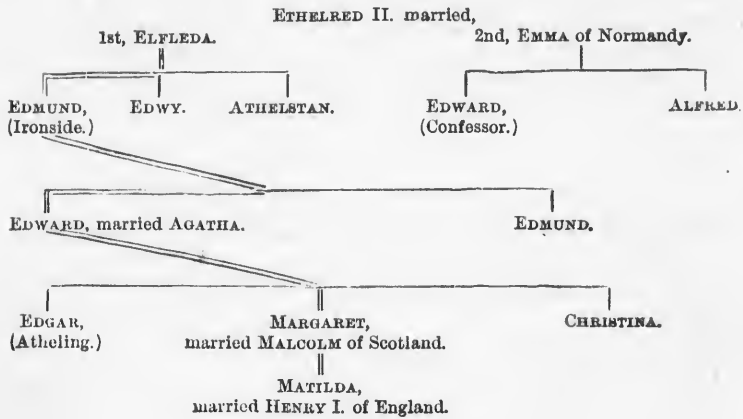 ETHELRED II. married,
1st, ELFLEDA. 2nd, EMMA of Normandy.
EDMUND, EDWY. ATHELSTAN. EDWARD, ALFRED.
(Ironside.) (Confessor.)
EDWARD, married AGATHA. EDMUND.
EDGAR, MARGARET, CHRISTINA.
(Atheling.) married MALCOLM of Scotland.
MATILDA,
married HENRY I. of England.